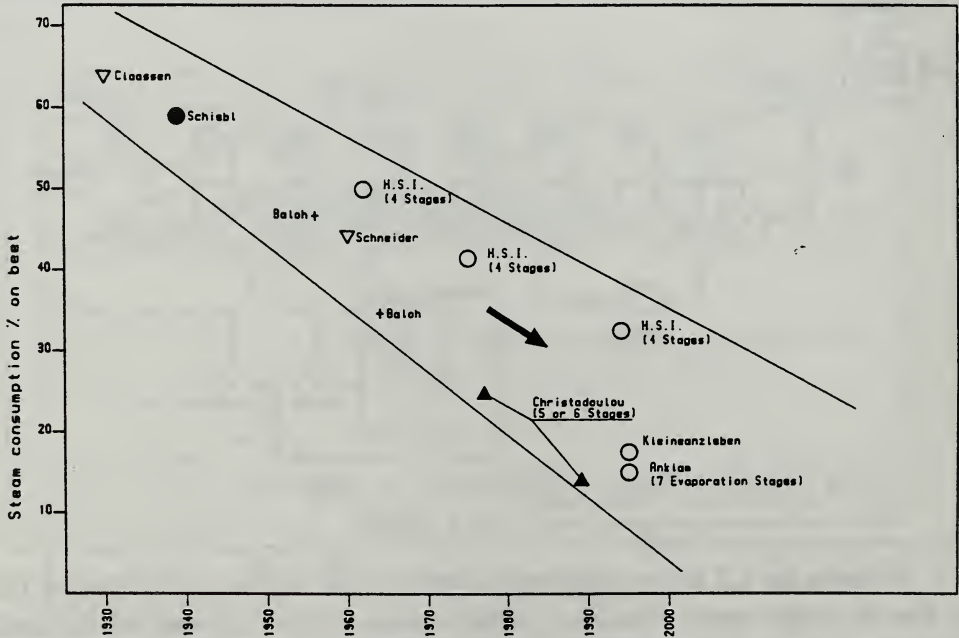 70
60
50
40
30
20
10
Steam consumption % on beet
Claassen
Schiebl
H.S.I.
(4 Stages)
Baloh
Schneider
H.S.I.
(4 Stages)
Baloh
H.S.I.
(4 Stages)
Christadoulou
(5 or 6 Stages)
Kleineanzleben
Anklam
(7 Evaporation Stages)
1930
1940
1950
1960
1970
1980
1990
2000